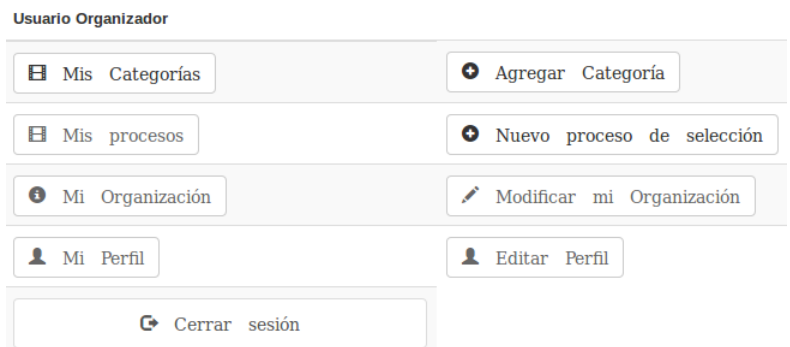 Usuario Organizador
Mis Categorías
Agregar Categoría
Mis procesos
Nuevo proceso de selección
Mi Organización
Modificar mi Organización
Mi Perfil
Editar Perfil
Cerrar sesión